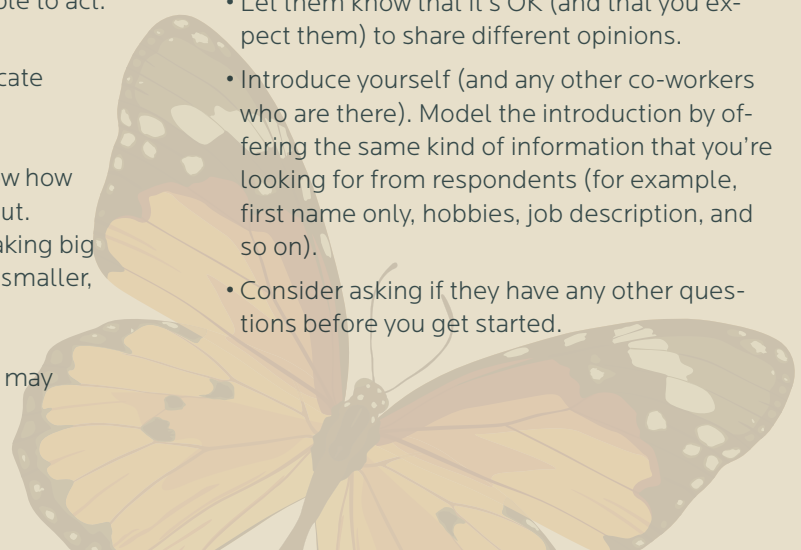 ple to act.
cate
w how
ut.
aking big
smaller,
may
• Let them know that it's OK (and that you ex-
pect them) to share different opinions.
• Introduce yourself (and any other co-workers
who are there). Model the introduction by of-
fering the same kind of information that you're
looking for from respondents (for example,
first name only, hobbies, job description, and
so on).
• Consider asking if they have any other ques-
tions before you get started.